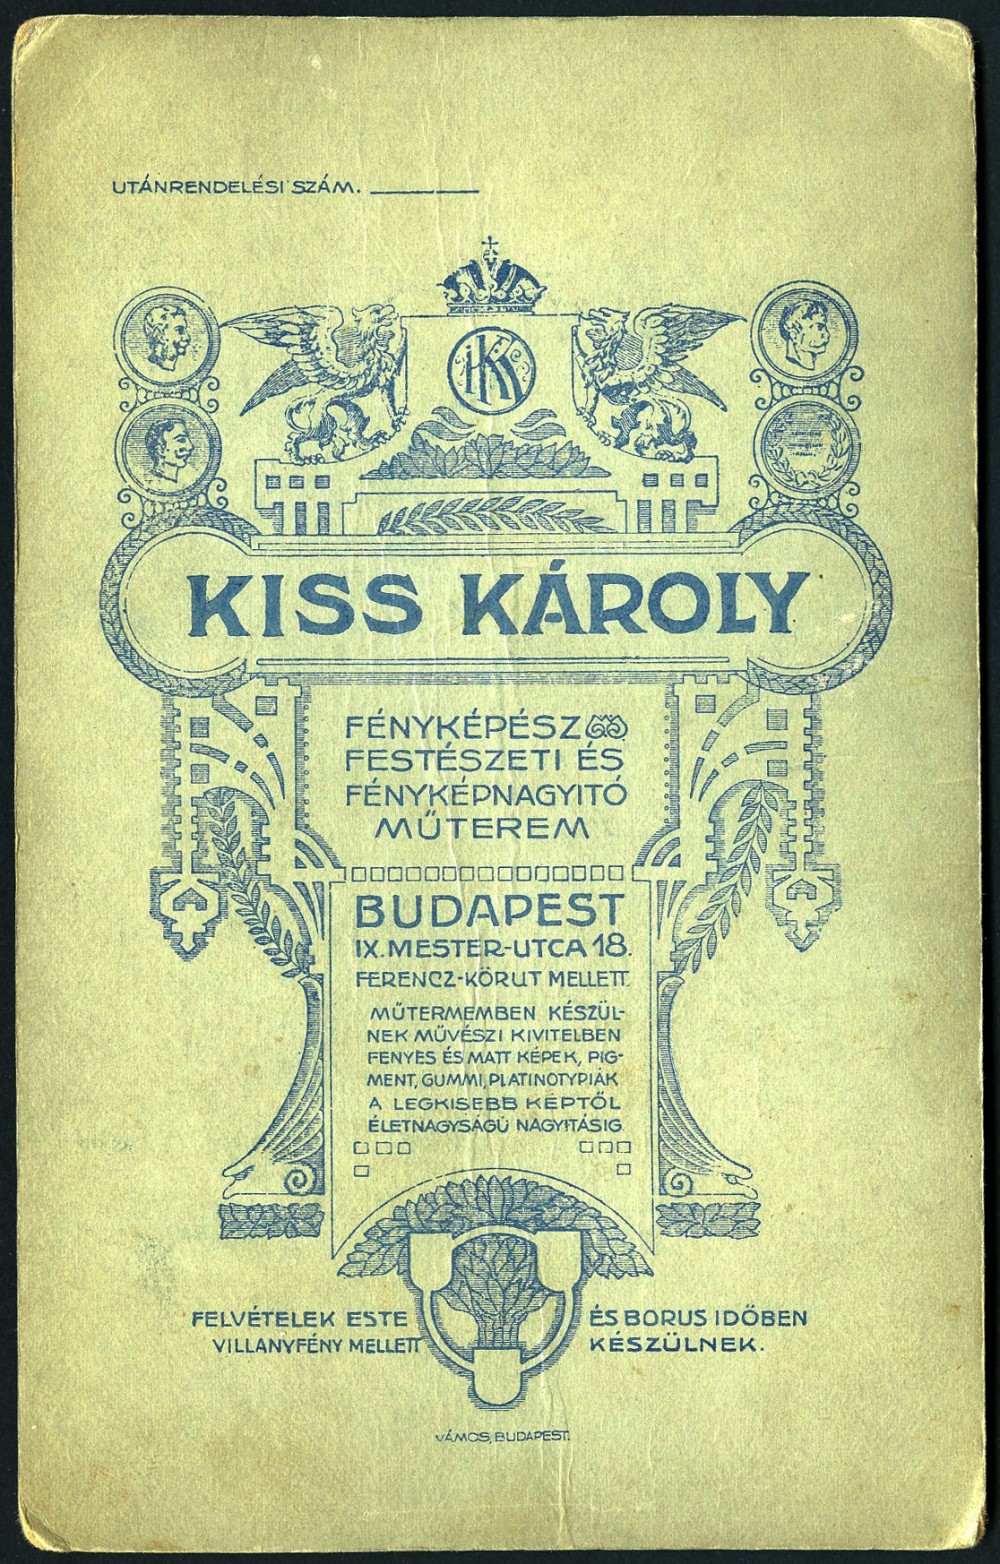 UTÁNRENDELÉSI SZÁM.
KK
KISS KÁROLY
FÉNYKÉPÉSZ
FESTÉSZETI ÉS
FÉNYKÉPNAGYITÓ
MŰTEREM
BUDAPEST
IX. MESTER-UTCA 18.
FERENCZ-KÖRUT MELLETT.
MŰTERMEMBEN KÉSZÜL-
NEK MŰVÉSZI KIVITELBEN
FENYES ÉS MATT KÉPEK, PIG-
MENT, GUMMI, PLATINOTYPIÁK
A LEGKISEBB KÉPTŐL
ÉLETNAGYSÁGÚ NAGYITÁSIG.
FELVÉTELEK ESTE ÉS BORUS IDŐBEN
VILLANYFÉNY MELLETT KÉSZÜLNEK.
VÁMOS, BUDAPEST.